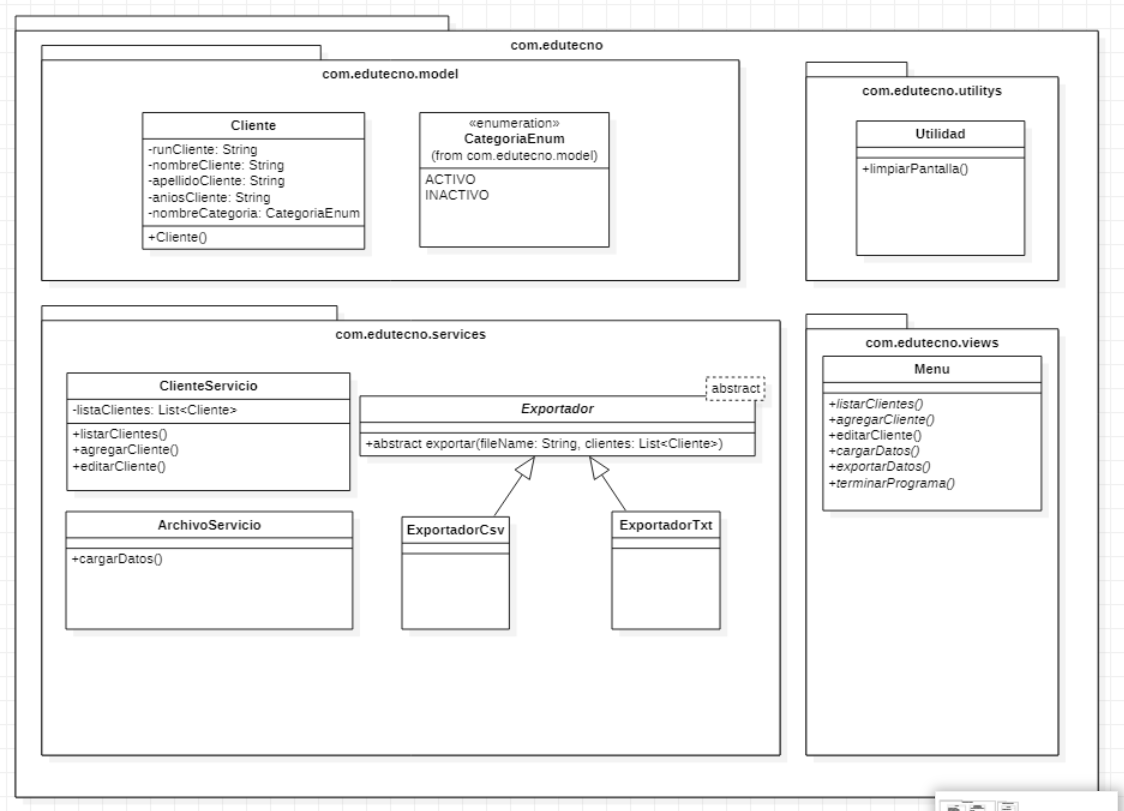 com.edutecno
com.edutecno.model
Cliente
-runCliente: String
-nombreCliente: String
-apellidoCliente: String
-aniosCliente: String
-nombreCategoria: CategoriaEnum
+Cliente()
«enumeration»
CategoriaEnum
(from com.edutecno.model)
ACTIVO
INACTIVO
com.edutecno.utilitys
Utilidad
+limpiarPantalla()
com.edutecno.services
ClienteServicio
-listaClientes: List<Cliente>
+listarClientes()
+agregarCliente()
+editarCliente()
abstract
Exportador
+abstract exportar(fileName: String, clientes: List<Cliente>)
ArchivoServicio
+cargarDatos()
ExportadorCsv
ExportadorTxt
com.edutecno.views
Menu
+listarClientes()
+agregarCliente()
+editarCliente()
+cargarDatos()
+exportarDatos()
+terminarPrograma()